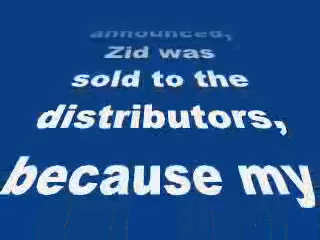 announced,
Zid was
sold to the
distributors,
because my